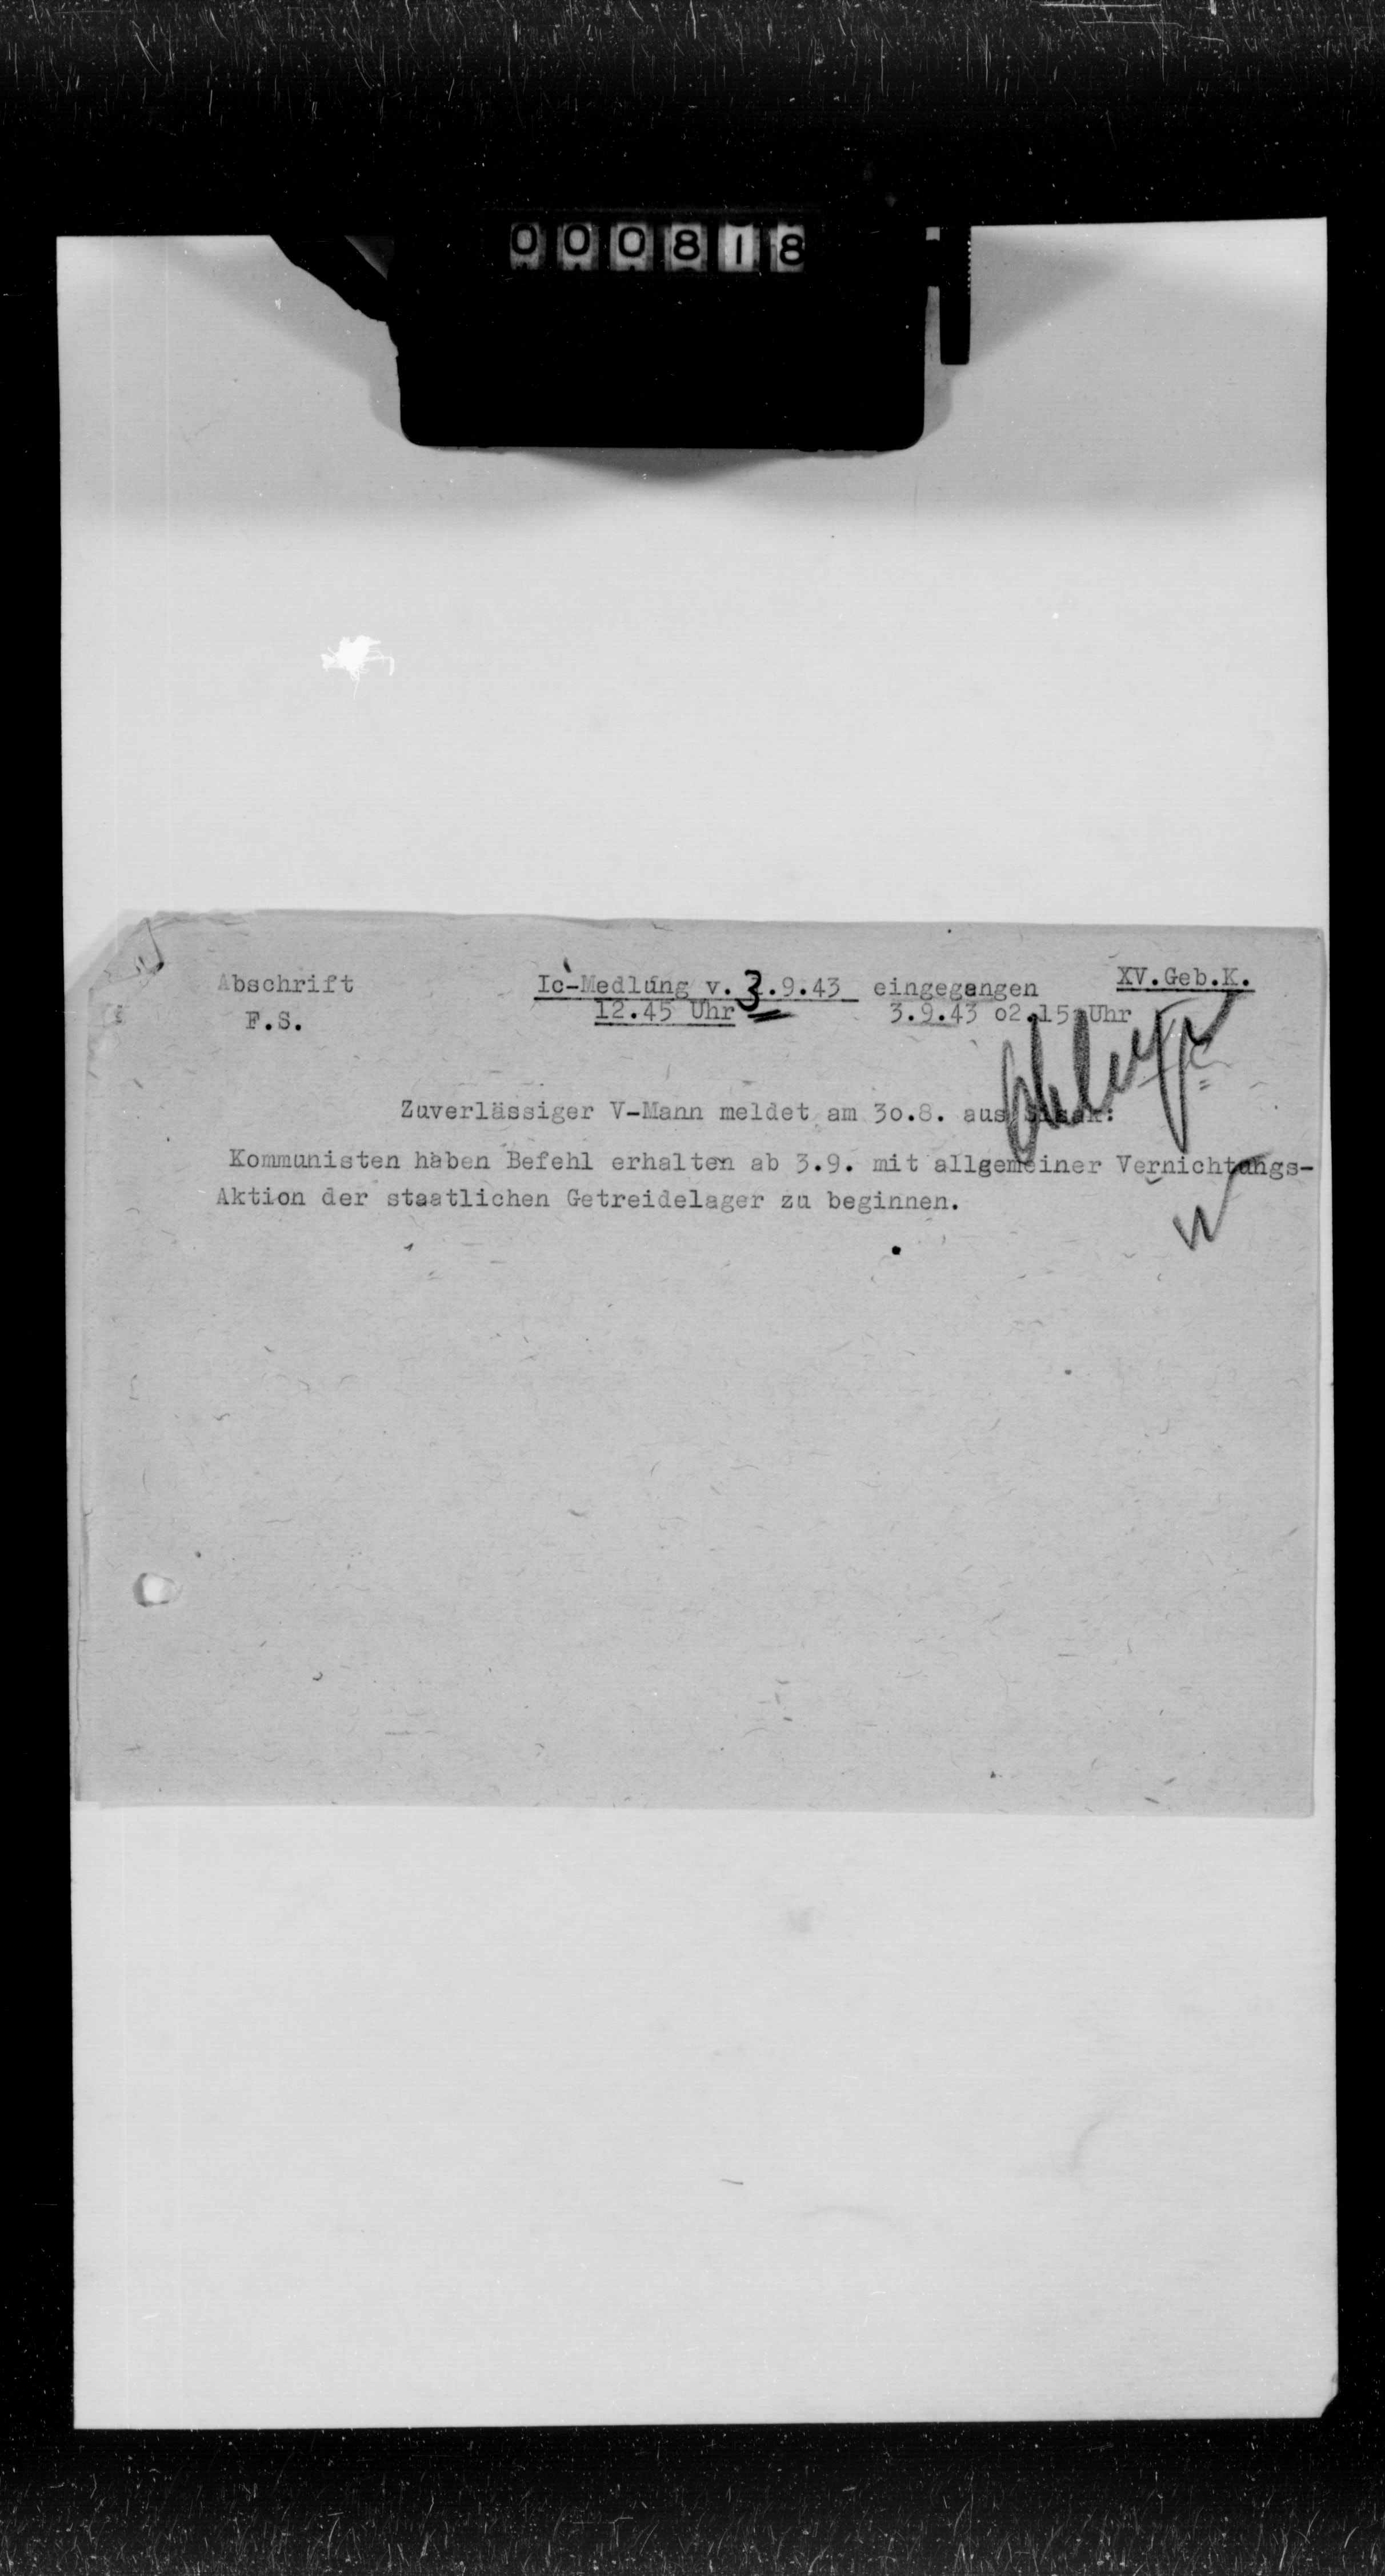 000818
Abschrift Ic-Medlung v. 3.9.43 eingegangen XV.Geb.K.
F.S. 12.45 Uhr 3.9.43 o2.15 Uhr
Zuverlässiger V-Mann meldet am 3o.8. aus Sisak:
Kommunisten haben Befehl erhalten ab 3.9. mit allgemeiner Vernichtungs-
Aktion der staatlichen Getreidelager zu beginnen.